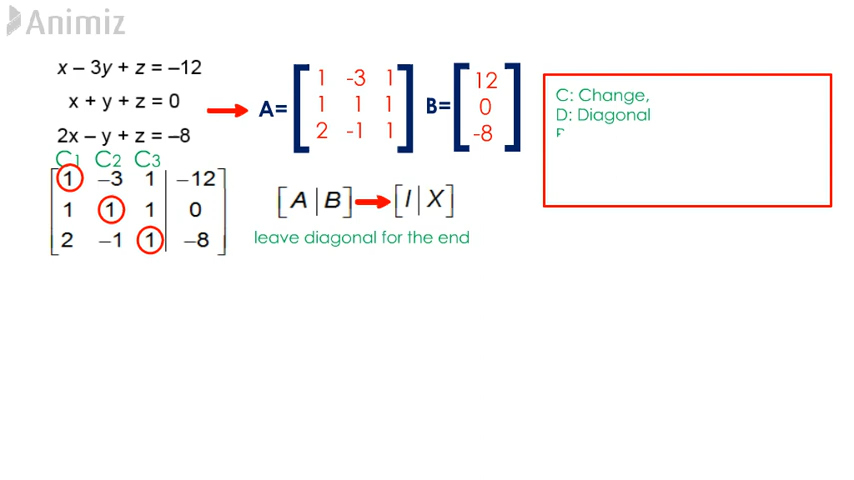 Animiz
x – 3y + z = –12
x + y + z = 0
2x – y + z = –8
A= [ 1 -3 1
1 1 1
2 -1 1 ]
B= [ 12
0
-8 ]
C: Change,
D: Diagonal
C1 C2 C3
1 –3 1 | –12
1 1 1 | 0
2 –1 1 | –8
[A|B] → [I|X]
leave diagonal for the end